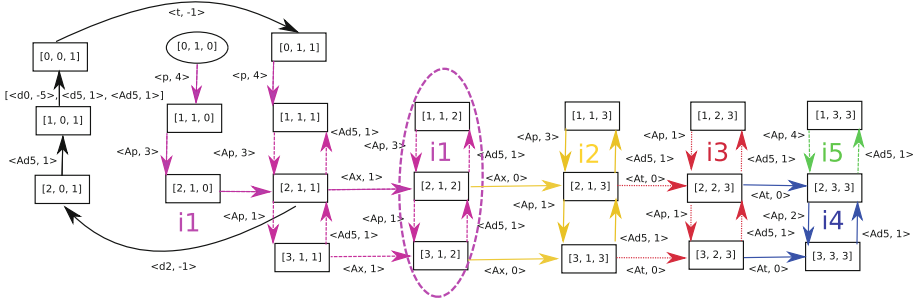 <t, -1>
[0, 0, 1]
[0, 1, 0]
[0, 1, 1]
<p, 4>
<p, 4>
[<d0, -5>, <d5, 1>, <Ad5, 1>]
[1, 0, 1]
[1, 1, 0]
[1, 1, 1]
[1, 1, 2]
[1, 1, 3]
[1, 2, 3]
[1, 3, 3]
<Ad5, 1>
<Ap, 3>
<Ap, 3>
<Ad5, 1>
<Ap, 3>
i1
<Ad5, 1>
<Ap, 3>
i2
<Ad5, 1>
<Ap, 1>
i3
<Ad5, 1>
<Ap, 4>
i5
<Ad5, 1>
[2, 0, 1]
[2, 1, 0]
[2, 1, 1]
<Ax, 1>
[2, 1, 2]
<Ax, 0>
[2, 1, 3]
<At, 0>
[2, 2, 3]
<At, 0>
[2, 3, 3]
i1
<Ap, 1>
<Ad5, 1>
<Ap, 1>
<Ad5, 1>
<Ap, 1>
<Ad5, 1>
<Ap, 1>
<Ad5, 1>
<Ap, 2>
i4
<Ad5, 1>
<d2, -1>
[3, 1, 1]
<Ax, 1>
[3, 1, 2]
<Ax, 0>
[3, 1, 3]
<At, 0>
[3, 2, 3]
<At, 0>
[3, 3, 3]